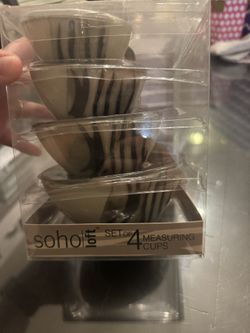 soho loft
SET OF 4 MEASURING CUPS